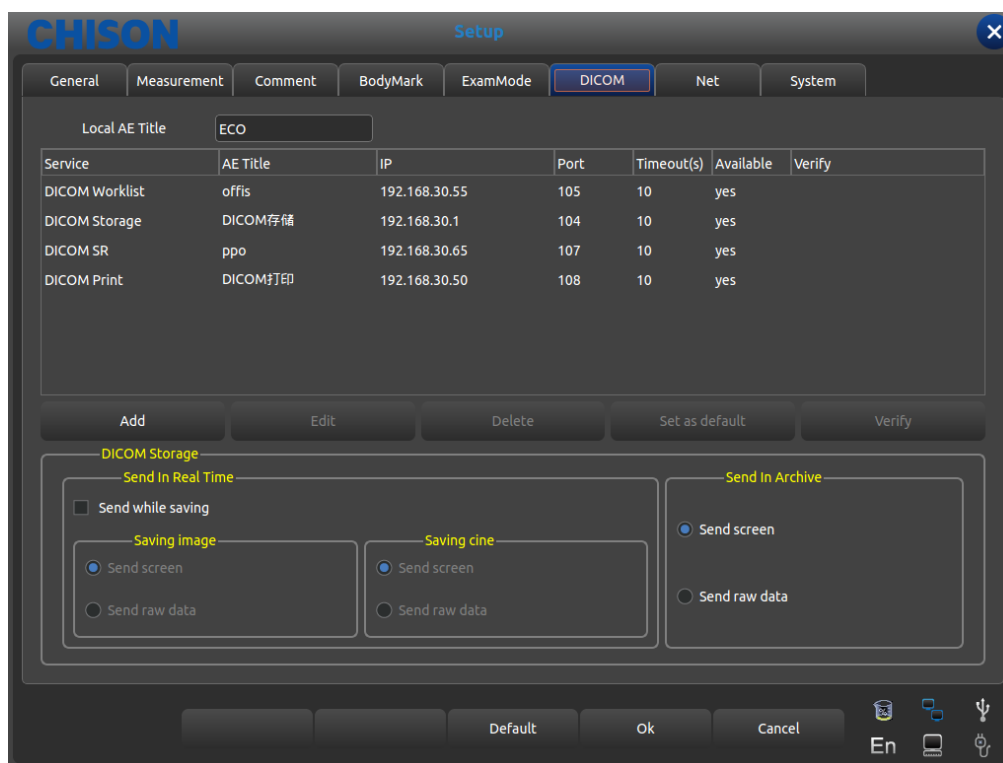 CHISON
Setup
General Measurement Comment BodyMark ExamMode DICOM Net System
Local AE Title ECO
Service AE Title IP Port Timeout(s) Available Verify
DICOM Worklist offis 192.168.30.55 105 10 yes
DICOM Storage DICOM存储 192.168.30.1 104 10 yes
DICOM SR ppo 192.168.30.65 107 10 yes
DICOM Print DICOM打印 192.168.30.50 108 10 yes
Add Edit Delete Set as default Verify
DICOM Storage
Send In Real Time Send In Archive
Send while saving
Send screen
Saving image Saving cine
Send screen Send screen
Send raw data
Send raw data Send raw data
Default Ok Cancel
En